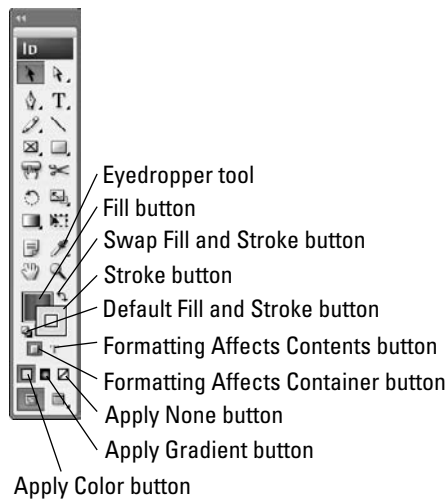 ID
T
Eyedropper tool
Fill button
Swap Fill and Stroke button
Stroke button
Default Fill and Stroke button
T
Formatting Affects Contents button
Formatting Affects Container button
Apply None button
Apply Gradient button
Apply Color button